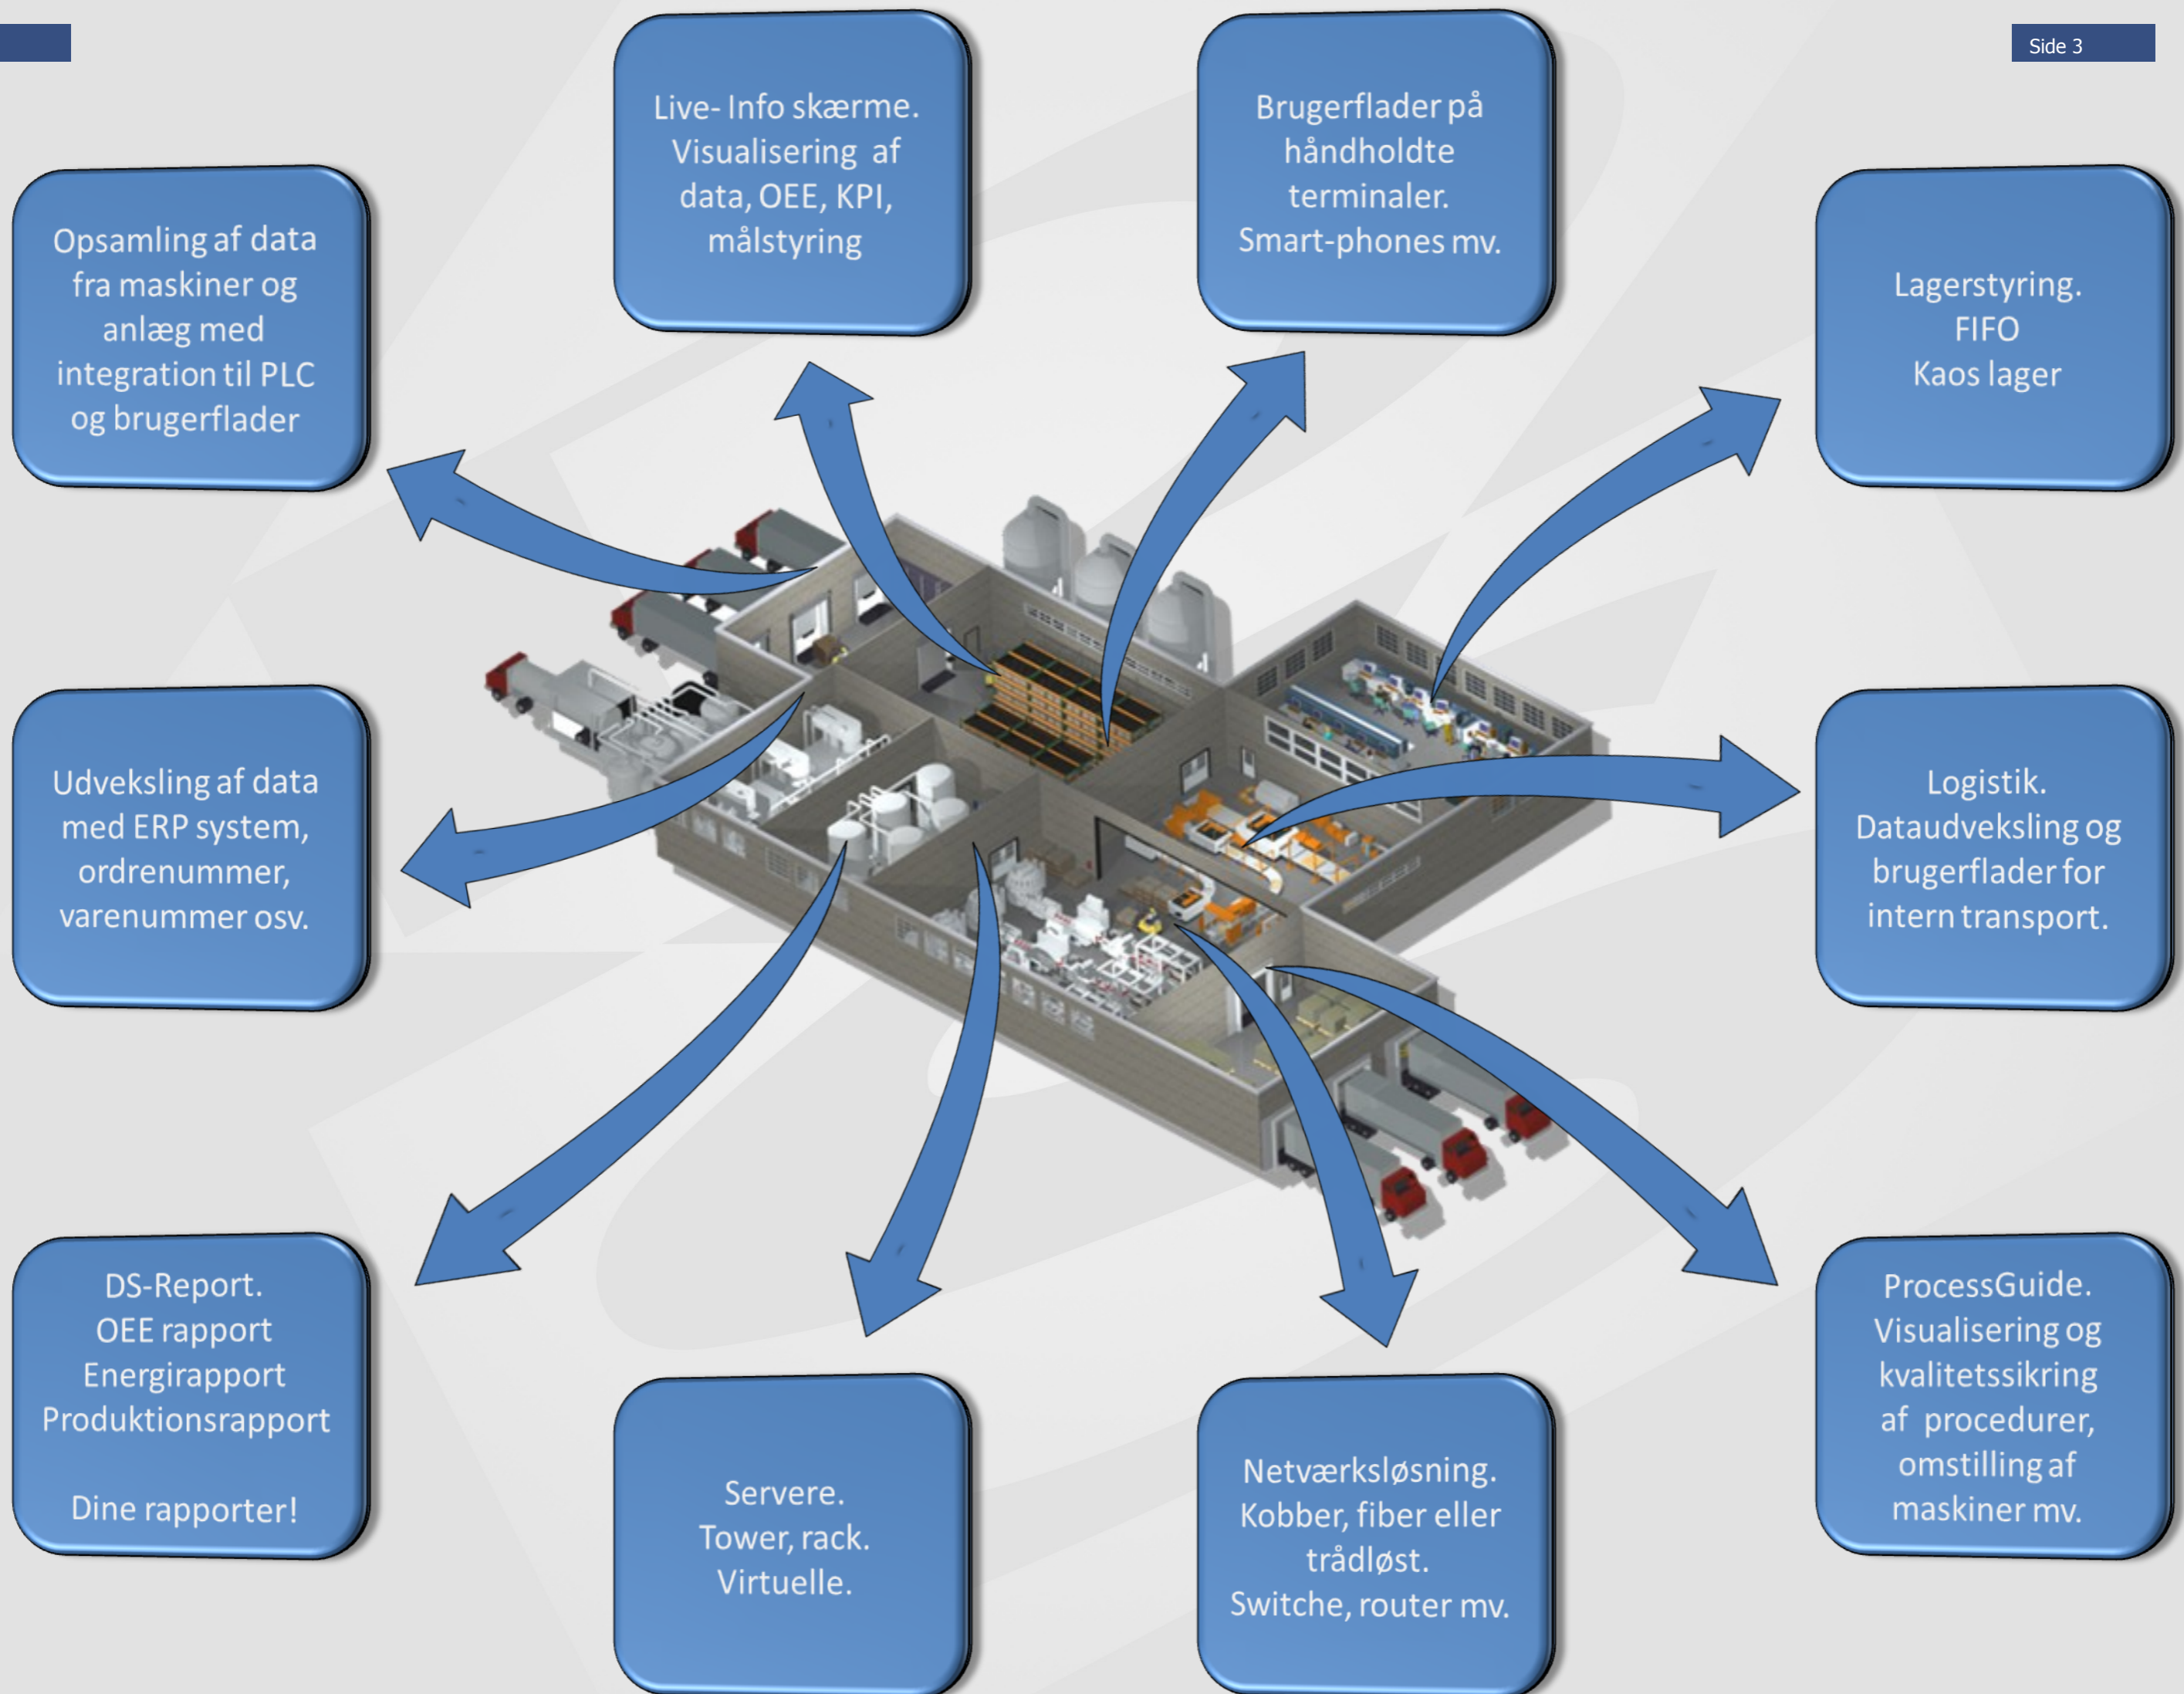 Side 3
Live- Info skærme.
Visualisering af
data, OEE, KPI,
målstyring
Brugerflader på
håndholdte
terminaler.
Smart-phones mv.
Opsamling af data
fra maskiner og
anlæg med
integration til PLC
og brugerflader
Lagerstyring.
FIFO
Kaos lager
Udveksling af data
med ERP system,
ordrenummer,
varenummer osv.
Logistik.
Dataudveksling og
brugerflader for
intern transport.
DS-Report.
OEE rapport
Energirapport
Produktionsrapport
Dine rapporter!
Servere.
Tower, rack.
Virtuelle.
Netværksløsning.
Kobber, fiber eller
trådløst.
Switche, router mv.
ProcessGuide.
Visualisering og
kvalitetssikring
af procedurer,
omstilling af
maskiner mv.